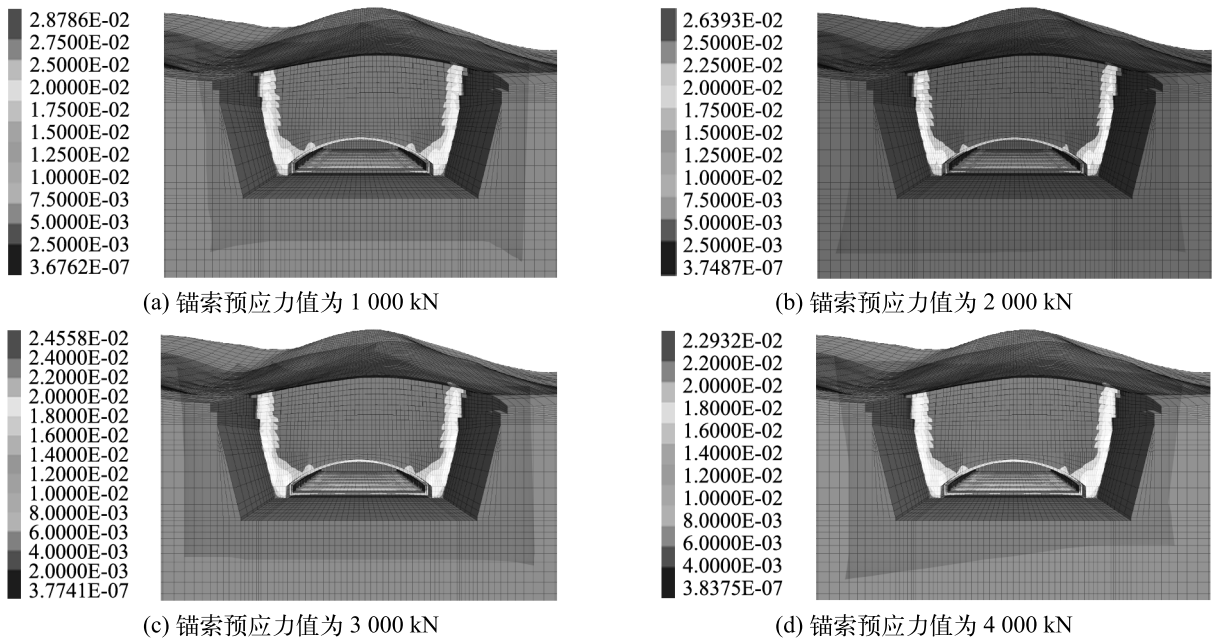 2.8786E-02
2.7500E-02
2.5000E-02
2.0000E-02
1.7500E-02
1.5000E-02
1.2500E-02
1.0000E-02
7.5000E-03
5.0000E-03
2.5000E-03
3.6762E-07
(a) 锚索预应力值为 1 000 kN
2.6393E-02
2.5000E-02
2.2500E-02
2.0000E-02
1.7500E-02
1.5000E-02
1.2500E-02
1.0000E-02
7.5000E-03
5.0000E-03
2.5000E-03
3.7487E-07
(b) 锚索预应力值为 2 000 kN
2.4558E-02
2.4000E-02
2.2000E-02
2.0000E-02
1.8000E-02
1.6000E-02
1.4000E-02
1.2000E-02
1.0000E-02
8.0000E-03
6.0000E-03
4.0000E-03
2.0000E-03
3.7741E-07
(c) 锚索预应力值为 3 000 kN
2.2932E-02
2.2000E-02
2.0000E-02
1.8000E-02
1.6000E-02
1.4000E-02
1.2000E-02
1.0000E-02
8.0000E-03
6.0000E-03
4.0000E-03
3.8375E-07
(d) 锚索预应力值为 4 000 kN